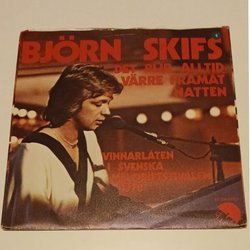 BJÖRN SKIFS
DET BLIR ALLTID
VÄRRE FRAMÅT
NATTEN
VINNARLÅTEN
I SVENSKA